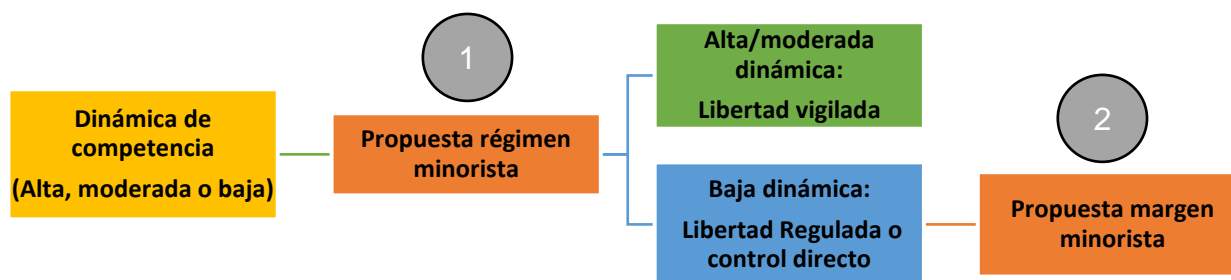 Dinámica de
competencia
(Alta, moderada o baja)
1
Propuesta régimen
minorista
Alta/moderada
dinámica:
Libertad vigilada
Baja dinámica:
Libertad Regulada o
control directo
2
Propuesta margen
minorista